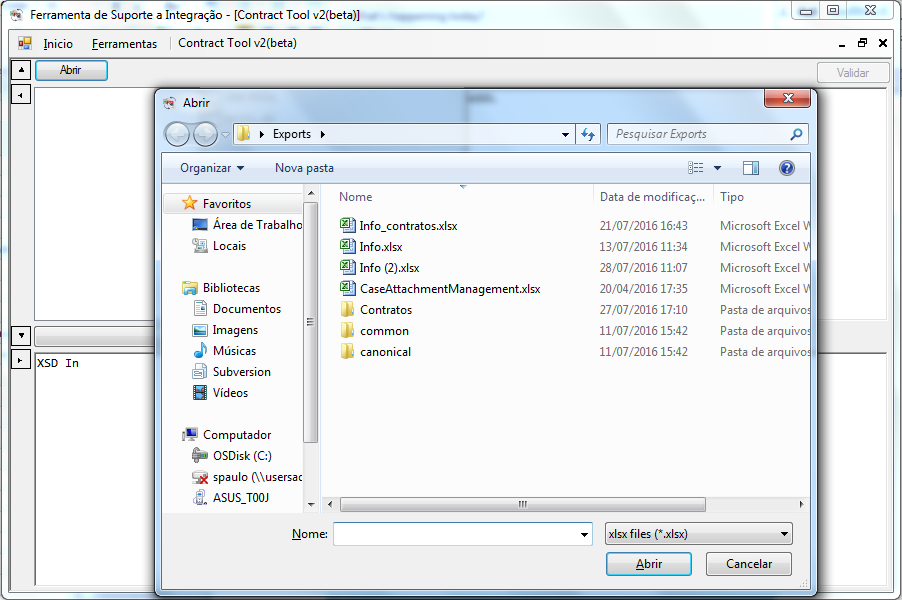 Ferramenta de Suporte a Integração - [Contract Tool v2(beta)]
Inicio Ferramentas Contract Tool v2(beta)
Abrir Validar
Abrir
Exports Pesquisar Exports
Organizar Nova pasta
Nome Data de modificaç... Tipo
Favoritos
Área de Trabalho
Locais
Bibliotecas
Documentos
Imagens
Músicas
Subversion
Vídeos
Computador
OSDisk (C:)
spaulo (\\usersac
ASUS_T00J
Info_contratos.xlsx 21/07/2016 16:43 Microsoft Excel W
Info.xlsx 13/07/2016 11:34 Microsoft Excel W
Info (2).xlsx 28/07/2016 11:07 Microsoft Excel W
CaseAttachmentManagement.xlsx 20/04/2016 17:35 Microsoft Excel W
Contratos 27/07/2016 17:10 Pasta de arquivos
common 11/07/2016 15:42 Pasta de arquivos
canonical 11/07/2016 15:42 Pasta de arquivos
XSD In
Nome: xlsx files (*.xlsx)
Abrir Cancelar